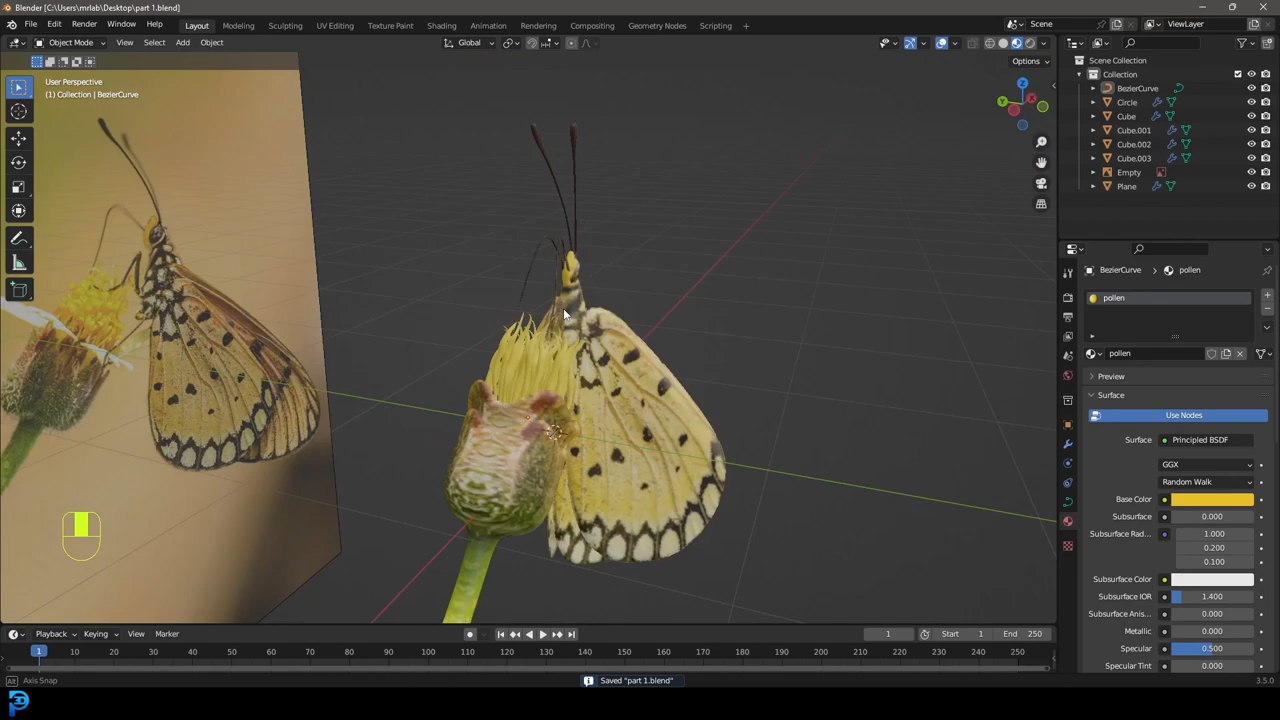 Blender [C:\Users\mrlab\Desktop\part 1.blend]
File Edit Render Window Help Layout Modeling Sculpting UV Editing Texture Paint Shading Animation Rendering Compositing Geometry Nodes Scripting Scene ViewLayer
Object Mode View Select Add Object Global
Options
User Perspective
(1) Collection | BezierCurve
Z
Y
X
Scene Collection
Collection
BezierCurve
Circle
Cube
Cube.001
Cube.002
Cube.003
Empty
Plane
BezierCurve > pollen
pollen
pollen
Preview
Surface
Use Nodes
Surface Principled BSDF
GGX
Random Walk
Base Color
Subsurface 0.000
Subsurface Rad... 1.000
0.200
0.100
Subsurface Color
Subsurface IOR 1.400
Subsurface Anis... 0.000
Metallic 0.000
Specular 0.500
Specular Tint 0.000
Playback Keying View Marker 1 Start 1 End 250
1 10 20 30 40 50 60 70 80 90 100 110 120 130 140 150 160 170 180 190 200 210 220 230 240 250
Alt Axis Snap Saved "part 1.blend" 3.5.0